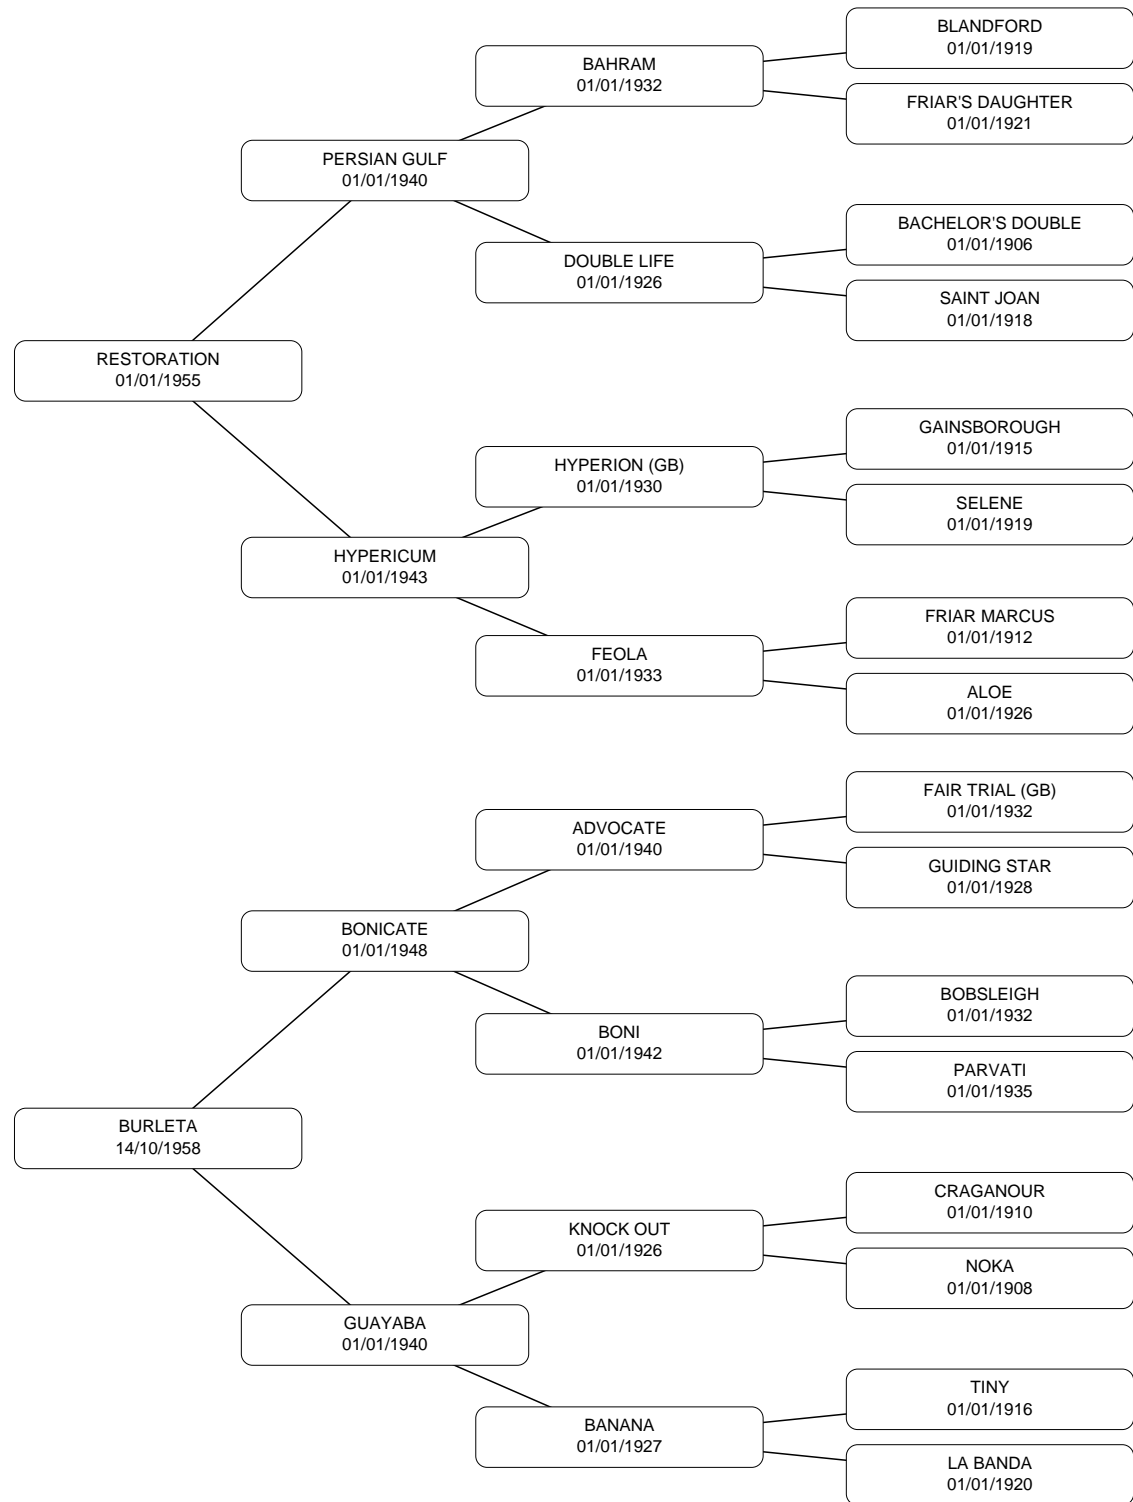 BLANDFORD
01/01/1919
BAHRAM
01/01/1932
FRIAR'S DAUGHTER
01/01/1921
PERSIAN GULF
01/01/1940
BACHELOR'S DOUBLE
01/01/1906
DOUBLE LIFE
01/01/1926
SAINT JOAN
01/01/1918
RESTORATION
01/01/1955
GAINSBOROUGH
01/01/1915
HYPERION (GB)
01/01/1930
SELENE
01/01/1919
HYPERICUM
01/01/1943
FRIAR MARCUS
01/01/1912
FEOLA
01/01/1933
ALOE
01/01/1926
FAIR TRIAL (GB)
01/01/1932
ADVOCATE
01/01/1940
GUIDING STAR
01/01/1928
BONICATE
01/01/1948
BOBSLEIGH
01/01/1932
BONI
01/01/1942
PARVATI
01/01/1935
BURLETA
14/10/1958
CRAGANOUR
01/01/1910
KNOCK OUT
01/01/1926
NOKA
01/01/1908
GUAYABA
01/01/1940
TINY
01/01/1916
BANANA
01/01/1927
LA BANDA
01/01/1920